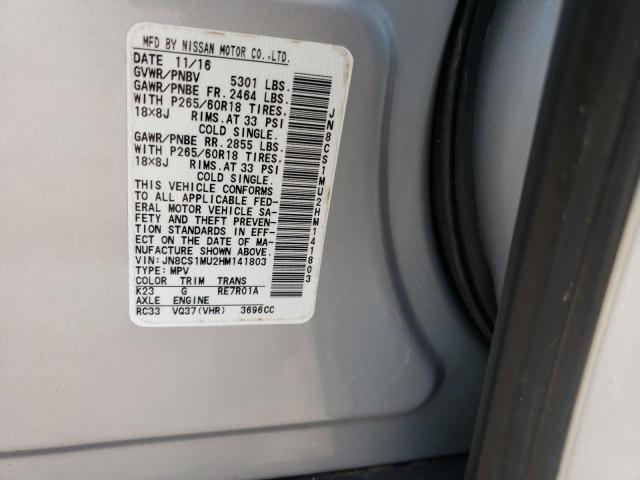 MFD BY NISSAN MOTOR CO.,LTD.
DATE 11/16
GVWR/PNBV 5301 LBS.
GAWR/PNBE FR. 2464 LBS.
WITH P265/60R18 TIRES.
18×8J RIMS.AT 33 PSI
COLD SINGLE.
GAWR/PNBE RR. 2855 LBS.
WITH P265/60R18 TIRES.
18×8J RIMS.AT 33 PSI
COLD SINGLE.
THIS VEHICLE CONFORMS
TO ALL APPLICABLE FED-
ERAL MOTOR VEHICLE SA-
FETY AND THEFT PREVEN-
TION STANDARDS IN EFF-
ECT ON THE DATE OF MA-
NUFACTURE SHOWN ABOVE.
VIN: JN8CS1MU2HM141803
TYPE: MPV
COLOR TRIM TRANS
K23 G RE7R01A
AXLE ENGINE
RC33 VQ37(VHR) 3696CC
JN8CS1MU2HM141803